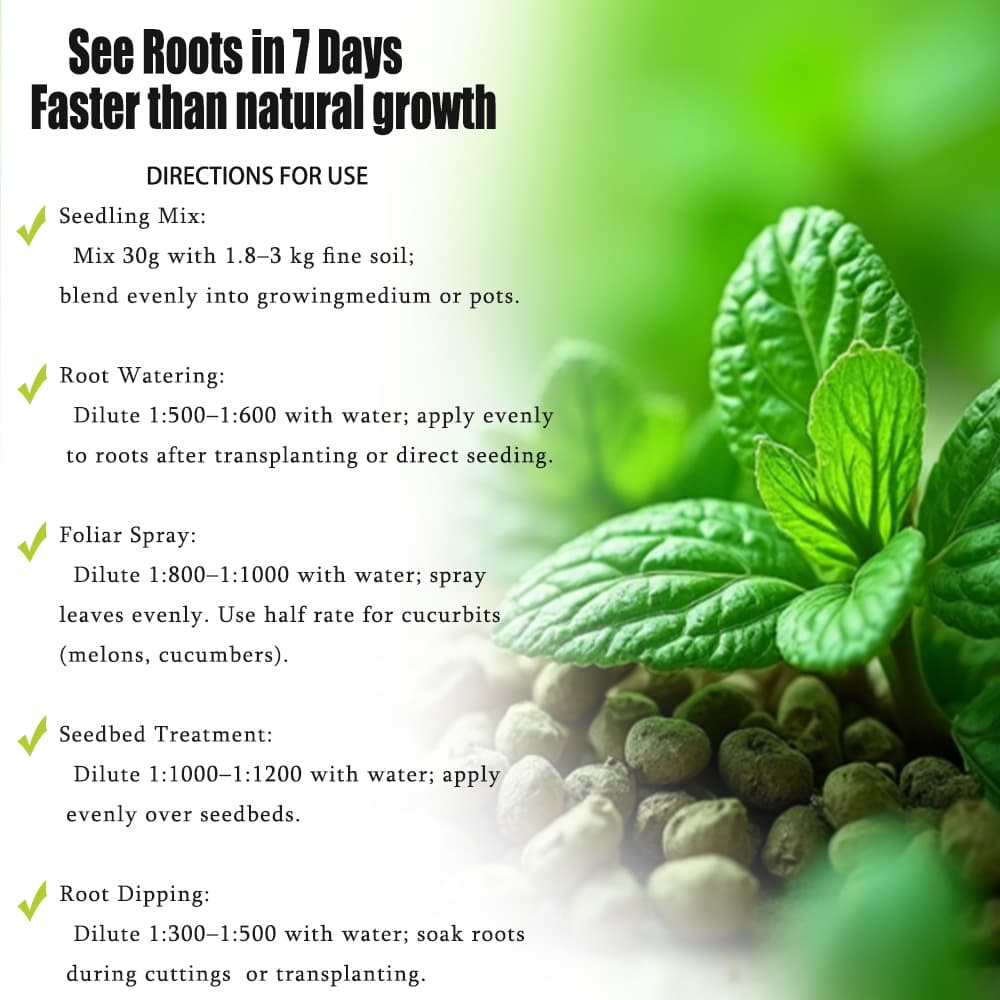 See Roots in 7 Days
Faster than natural growth
DIRECTIONS FOR USE
Seedling Mix:
Mix 30g with 1.8–3 kg fine soil;
blend evenly into growingmedium or pots.
Root Watering:
Dilute 1:500–1:600 with water; apply evenly
to roots after transplanting or direct seeding.
Foliar Spray:
Dilute 1:800–1:1000 with water; spray
leaves evenly. Use half rate for cucurbits
(melons, cucumbers).
Seedbed Treatment:
Dilute 1:1000–1:1200 with water; apply
evenly over seedbeds.
Root Dipping:
Dilute 1:300–1:500 with water; soak roots
during cuttings  or transplanting.